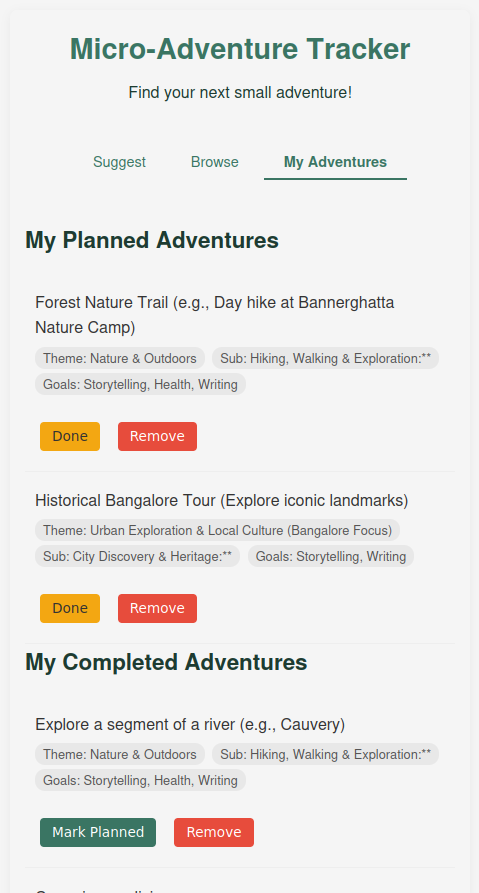 Micro-Adventure Tracker
Find your next small adventure!
Suggest Browse My Adventures
My Planned Adventures
Forest Nature Trail (e.g., Day hike at Bannerghatta
Nature Camp)
Theme: Nature & Outdoors Sub: Hiking, Walking & Exploration:**
Goals: Storytelling, Health, Writing
Done Remove
Historical Bangalore Tour (Explore iconic landmarks)
Theme: Urban Exploration & Local Culture (Bangalore Focus)
Sub: City Discovery & Heritage:** Goals: Storytelling, Writing
Done Remove
My Completed Adventures
Explore a segment of a river (e.g., Cauvery)
Theme: Nature & Outdoors Sub: Hiking, Walking & Exploration:**
Goals: Storytelling, Health, Writing
Mark Planned Remove